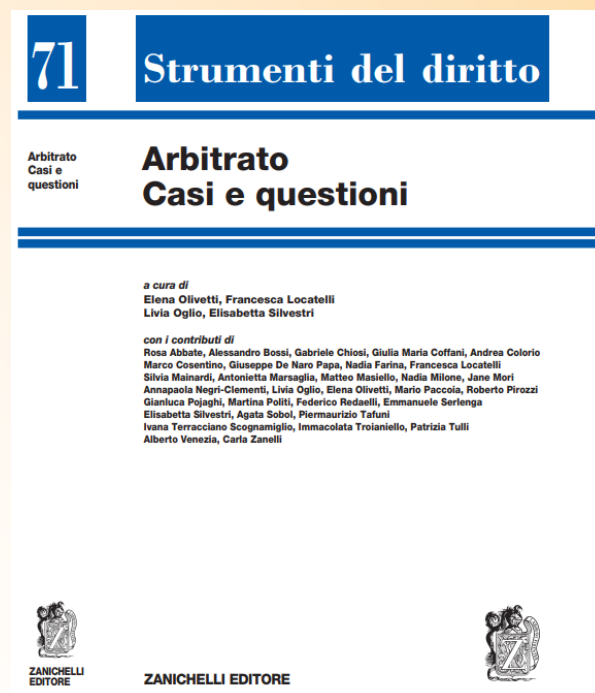 71
Strumenti del diritto
Arbitrato
Casi e
questioni
Arbitrato
Casi e questioni
a cura di
Elena Olivetti, Francesca Locatelli
Livia Oglio, Elisabetta Silvestri
con i contributi di
Rosa Abbate, Alessandro Bossi, Gabriele Chiosi, Giulia Maria Coffani, Andrea Colorio
Marco Cosentino, Giuseppe De Naro Papa, Nadia Farina, Francesca Locatelli
Silvia Mainardi, Antonietta Marsaglia, Matteo Masiello, Nadia Milone, Jane Mori
Annapaola Negri-Clementi, Livia Oglio, Elena Olivetti, Mario Paccoia, Roberto Pirozzi
Gianluca Pojaghi, Martina Politi, Federico Redaelli, Emmanuele Serlenga
Elisabetta Silvestri, Agata Sobol, Piermaurizio Tafuni
Ivana Terracciano Scognamiglio, Immacolata Troianiello, Patrizia Tulli
Alberto Venezia, Carla Zanelli
ZANICHELLI
EDITORE
ZANICHELLI EDITORE